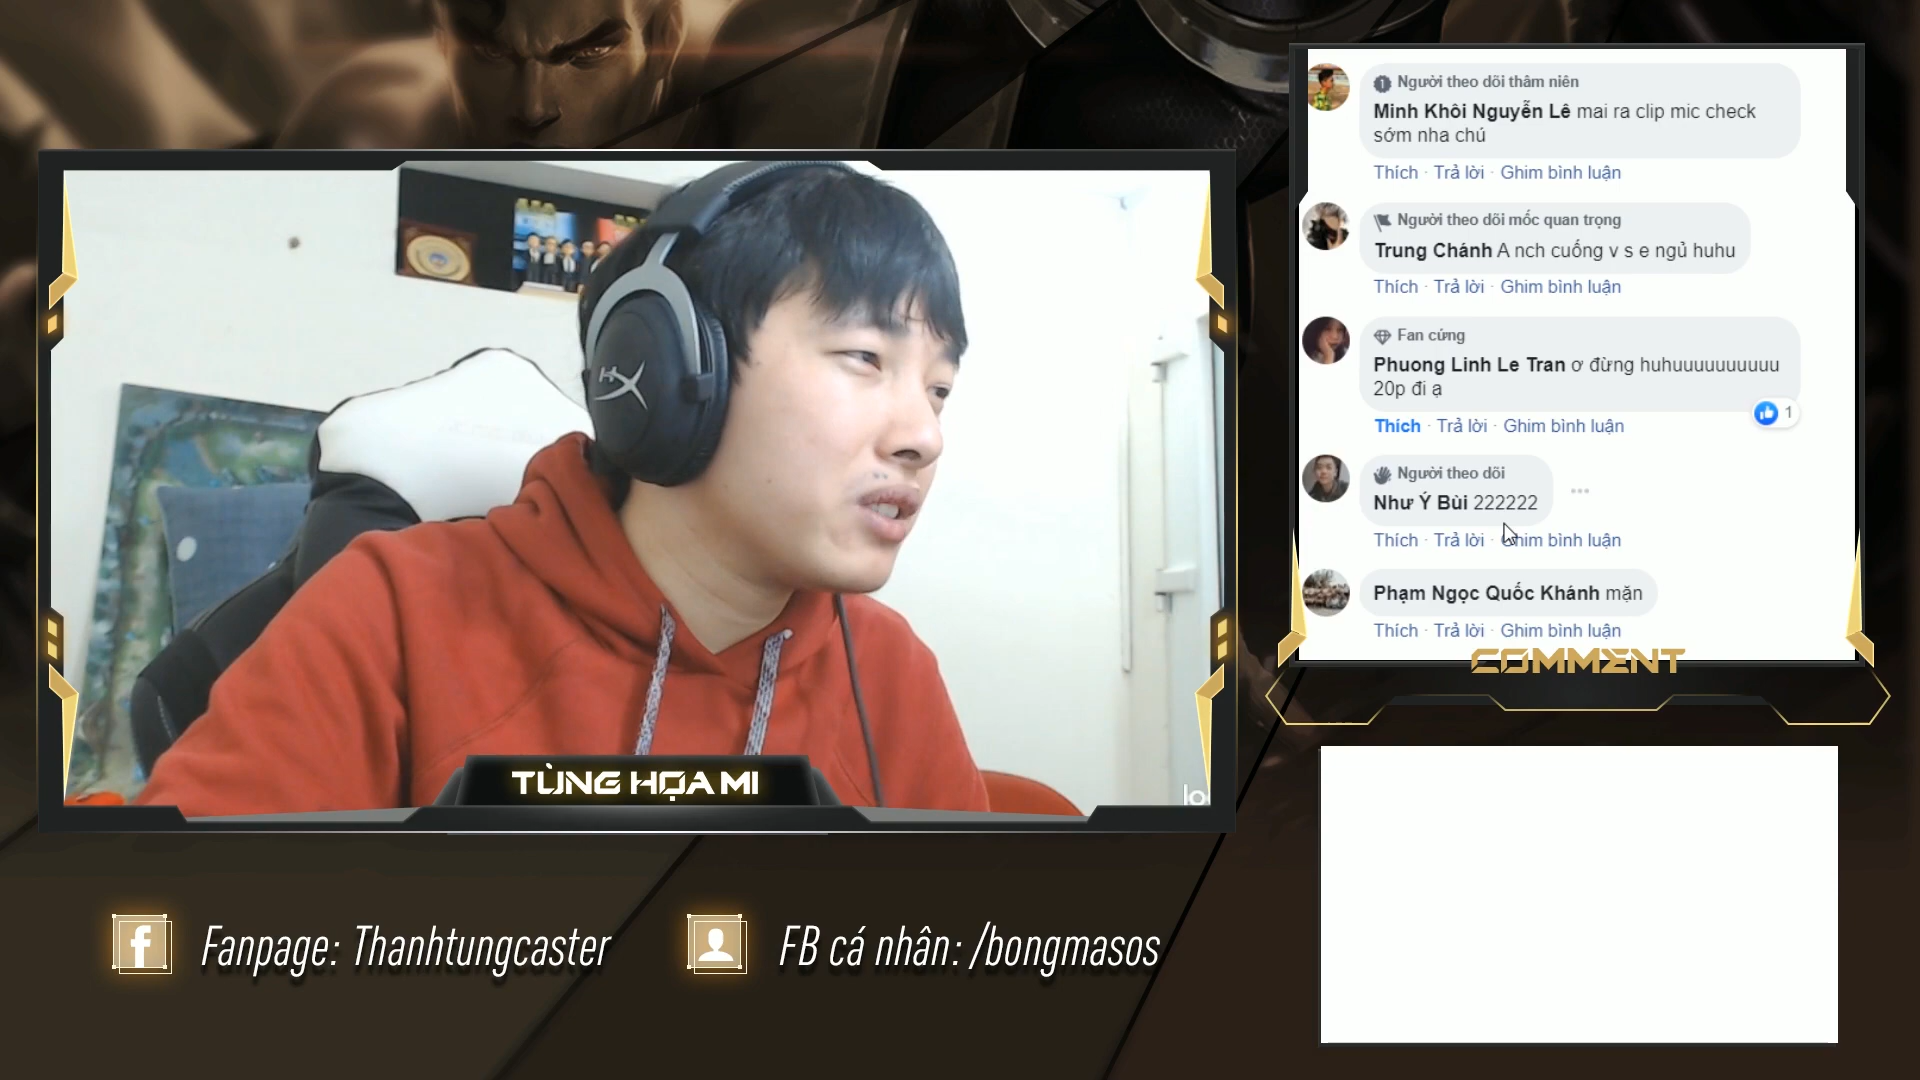 TÙNG HỌA MI
Fanpage: Thanhtungcaster
FB cá nhân: /bongmasos
Người theo dõi thâm niên
Minh Khôi Nguyễn Lê mai ra clip mic check
sớm nha chú
Thích · Trả lời · Ghim bình luận
Người theo dõi mốc quan trọng
Trung Chánh A nch cuống v s e ngủ huhu
Thích · Trả lời · Ghim bình luận
Fan cứng
Phuong Linh Le Tran ơ đừng huhuuuuuuuuuu
20p đi ạ
1
Thích · Trả lời · Ghim bình luận
Người theo dõi
Như Ý Bùi 222222
Thích · Trả lời · Ghim bình luận
Phạm Ngọc Quốc Khánh mặn
Thích · Trả lời · Ghim bình luận
COMMENT